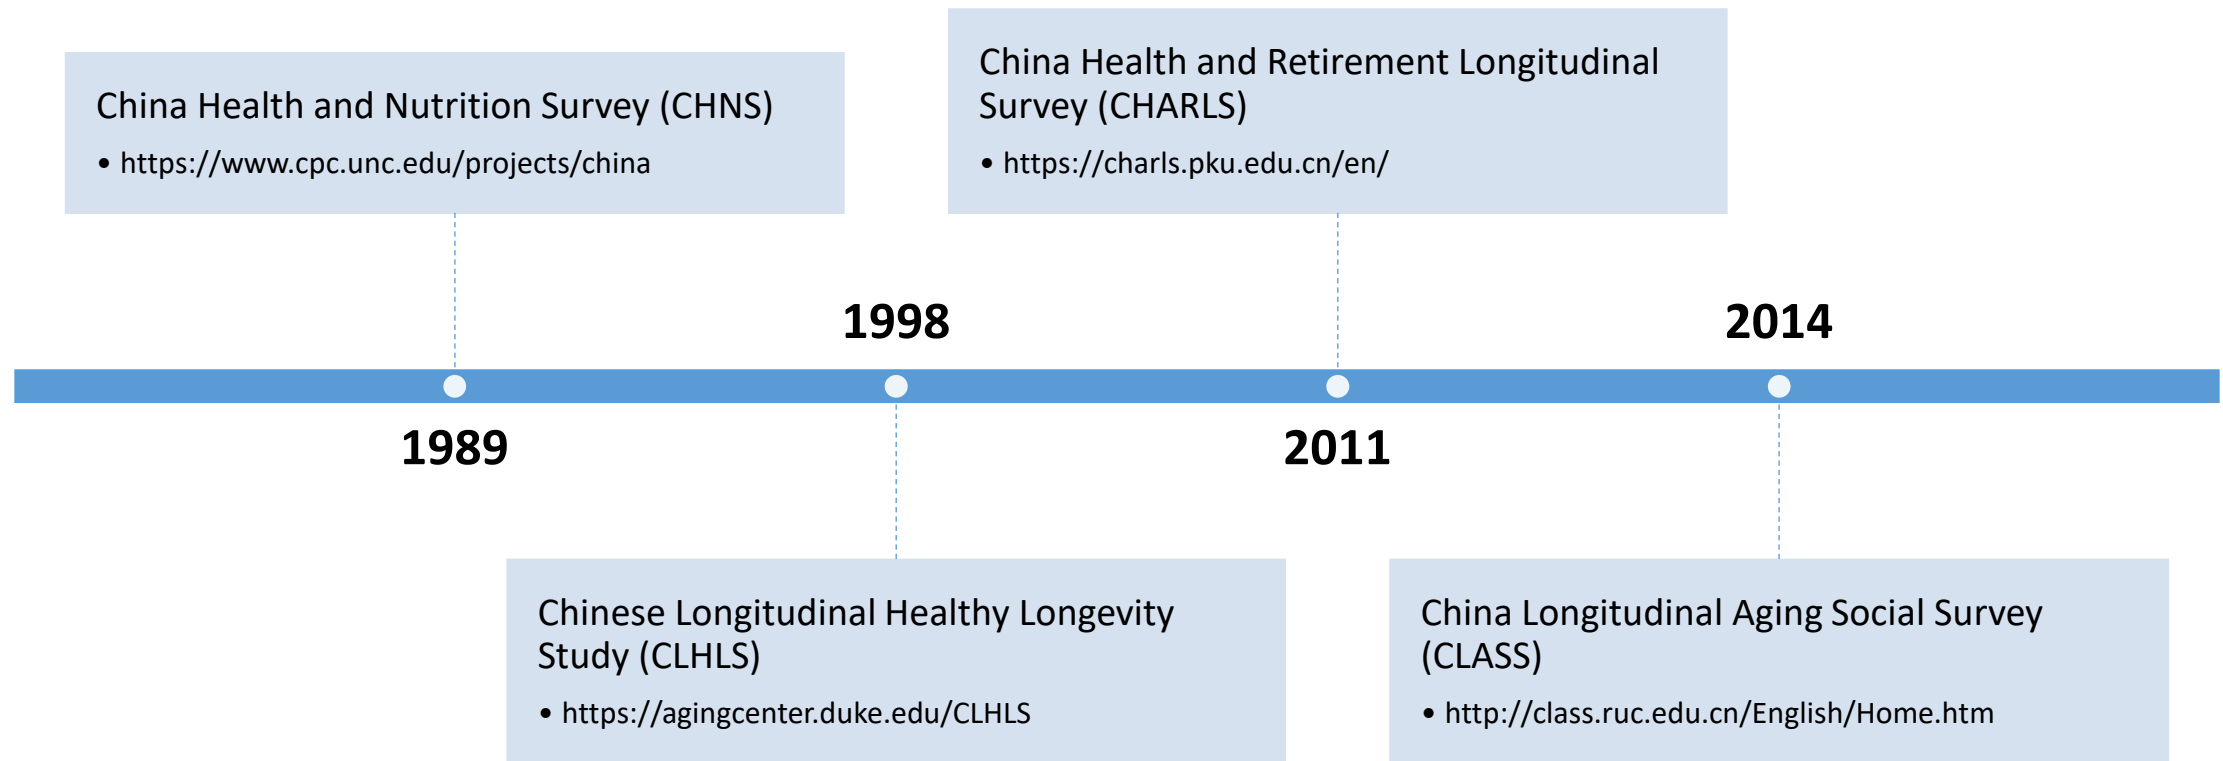 China Health and Nutrition Survey (CHNS)
• https://www.cpc.unc.edu/projects/china
China Health and Retirement Longitudinal
Survey (CHARLS)
• https://charls.pku.edu.cn/en/
1998
2014
1989
2011
Chinese Longitudinal Healthy Longevity
Study (CLHLS)
• https://agingcenter.duke.edu/CLHLS
China Longitudinal Aging Social Survey
(CLASS)
• http://class.ruc.edu.cn/English/Home.htm